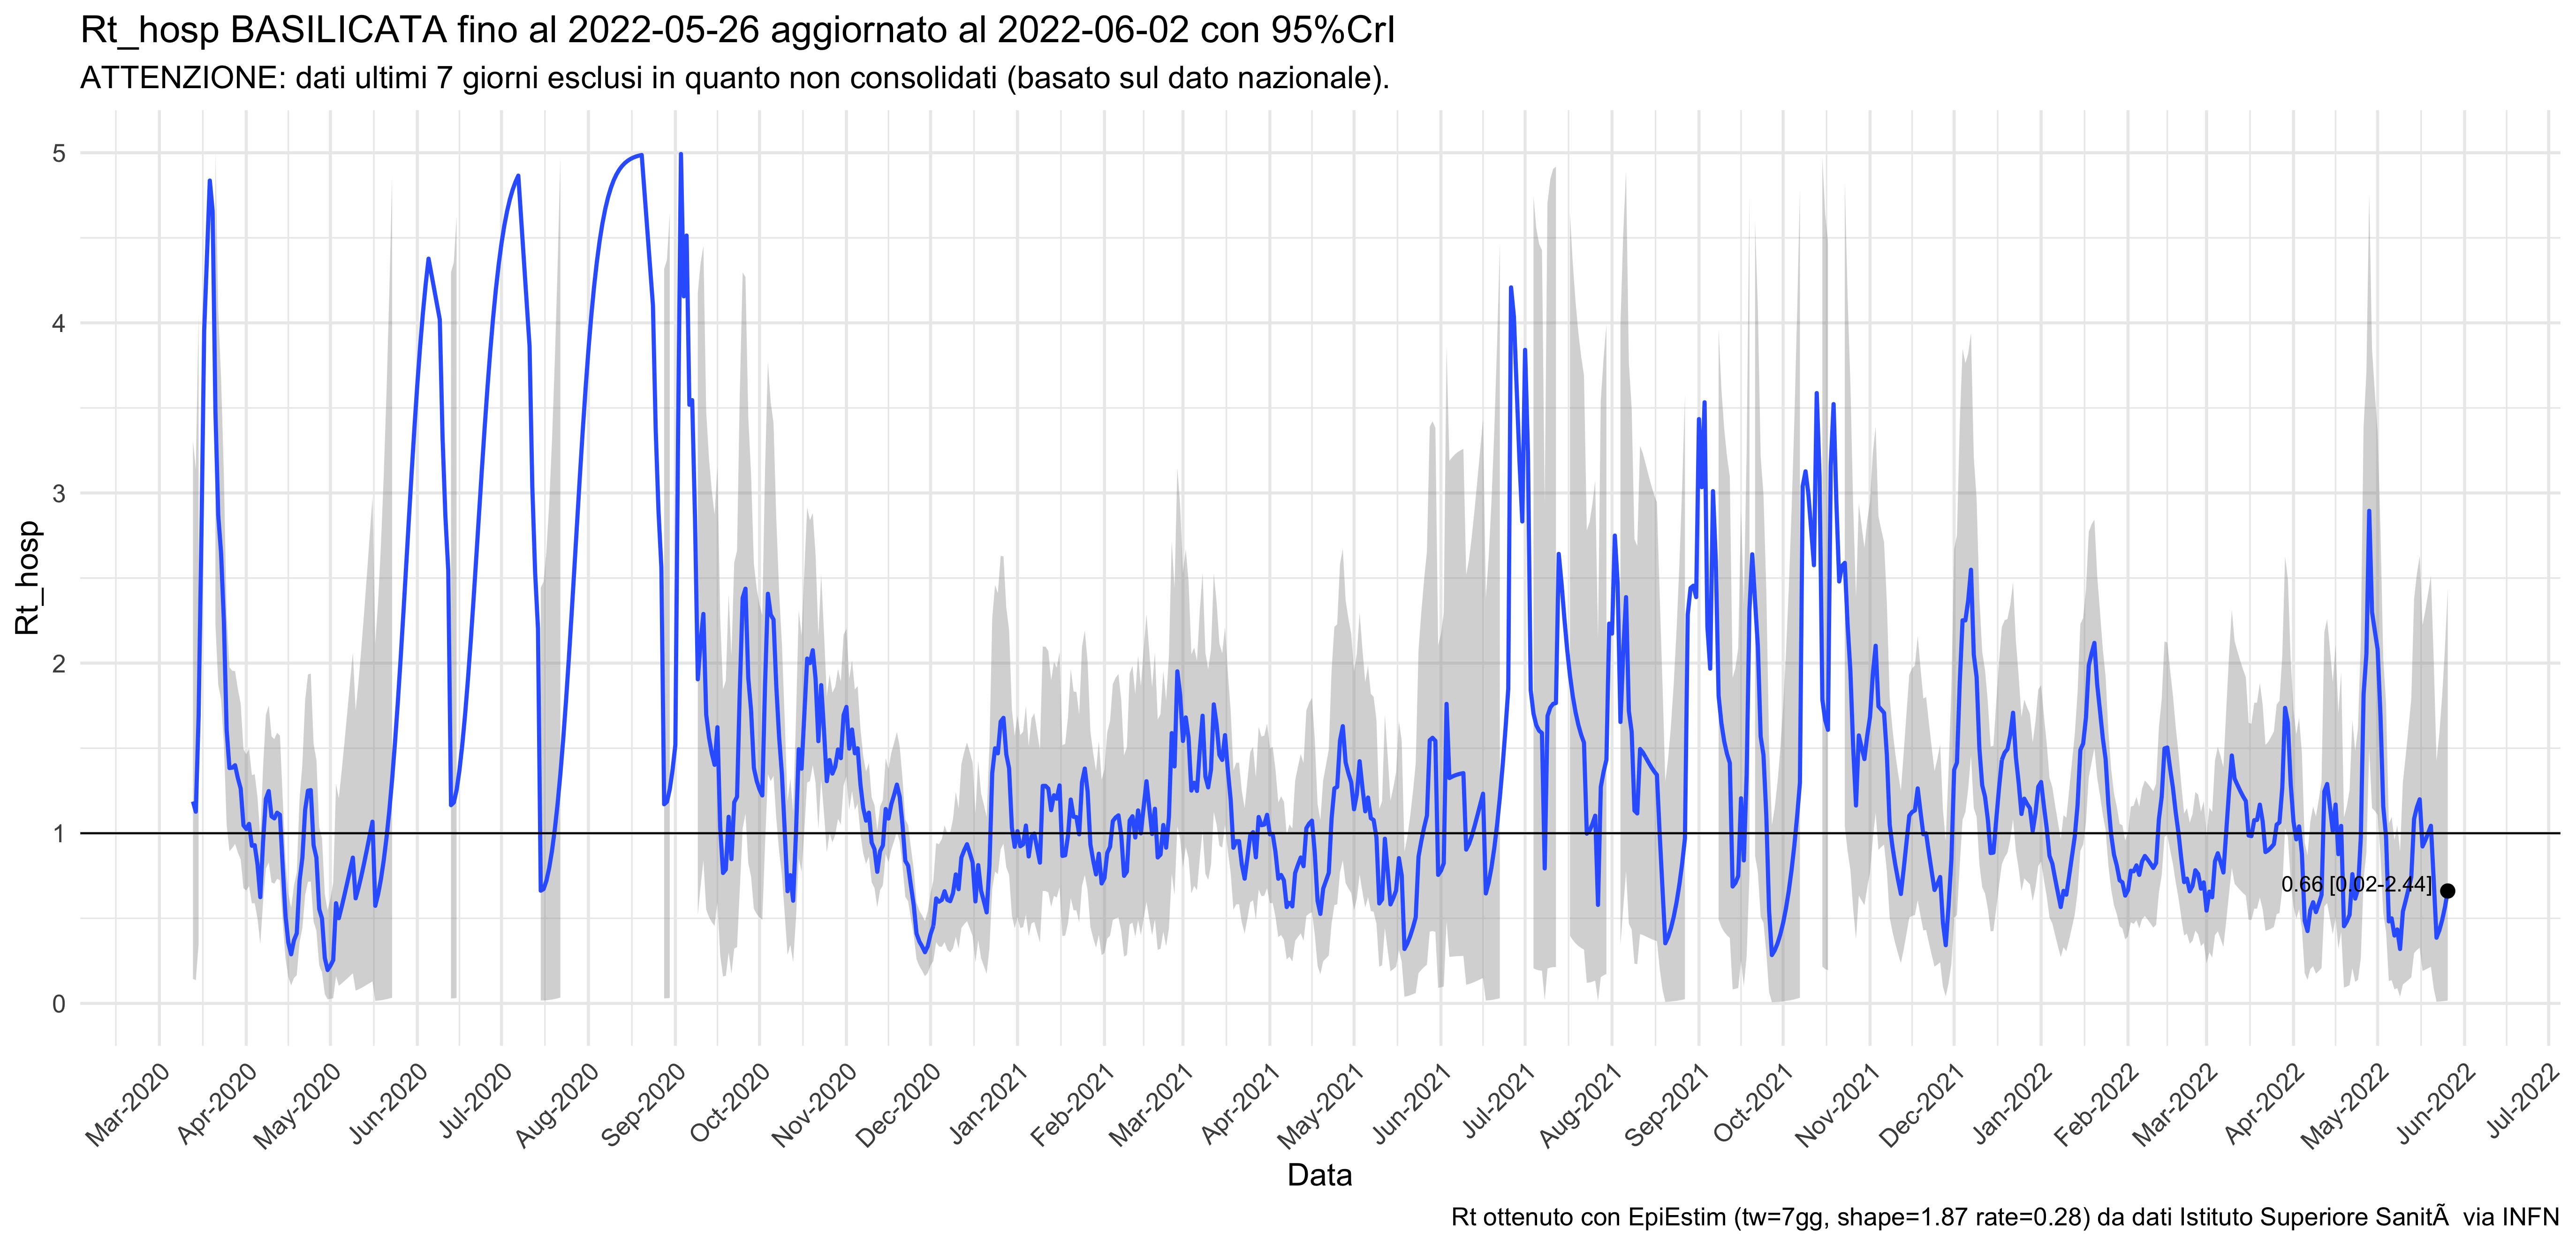 Rt_hosp BASILICATA fino al 2022-05-26 aggiornato al 2022-06-02 con 95%CrI
ATTENZIONE: dati ultimi 7 giorni esclusi in quanto non consolidati (basato sul dato nazionale).
5
4
3
2
1
0
Rt_hosp
0.66 [0.02-2.44]
Mar-2020
Apr-2020
May-2020
Jun-2020
Jul-2020
Aug-2020
Sep-2020
Oct-2020
Nov-2020
Dec-2020
Jan-2021
Feb-2021
Mar-2021
Apr-2021
May-2021
Jun-2021
Jul-2021
Aug-2021
Sep-2021
Oct-2021
Nov-2021
Dec-2021
Jan-2022
Feb-2022
Mar-2022
Apr-2022
May-2022
Jun-2022
Jul-2022
Data
Rt ottenuto con EpiEstim (tw=7gg, shape=1.87 rate=0.28) da dati Istituto Superiore SanitÃ  via INFN